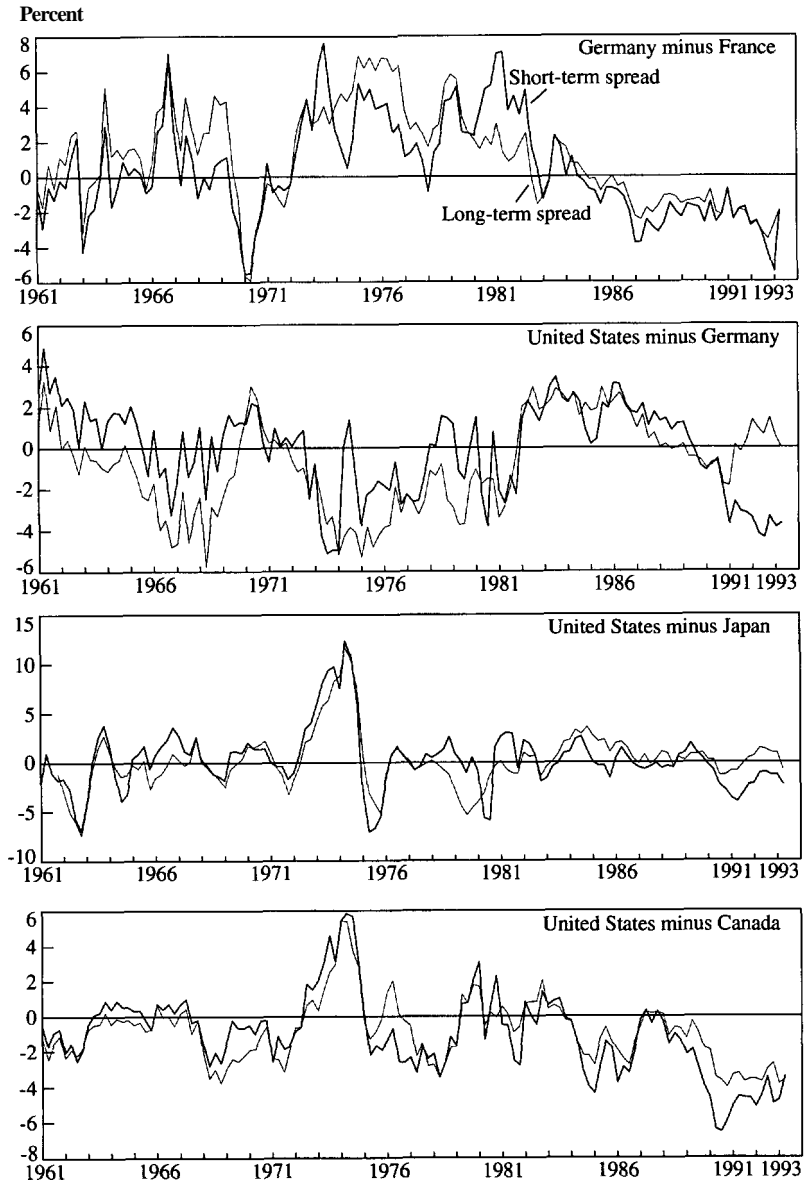 Percent
8
Germany minus France
6
Short-term spread
4
2
0
-2
Long-term spread
-4
-6
1961 1966 1971 1976 1981 1986 1991 1993
6
United States minus Germany
4
2
0
-2
-4
-6
1961 1966 1971 1976 1981 1986 1991 1993
15
United States minus Japan
10
5
0
-5
-10
1961 1966 1971 1976 1981 1986 1991 1993
6
United States minus Canada
4
2
0
-2
-4
-6
-8
1961 1966 1971 1976 1981 1986 1991 1993